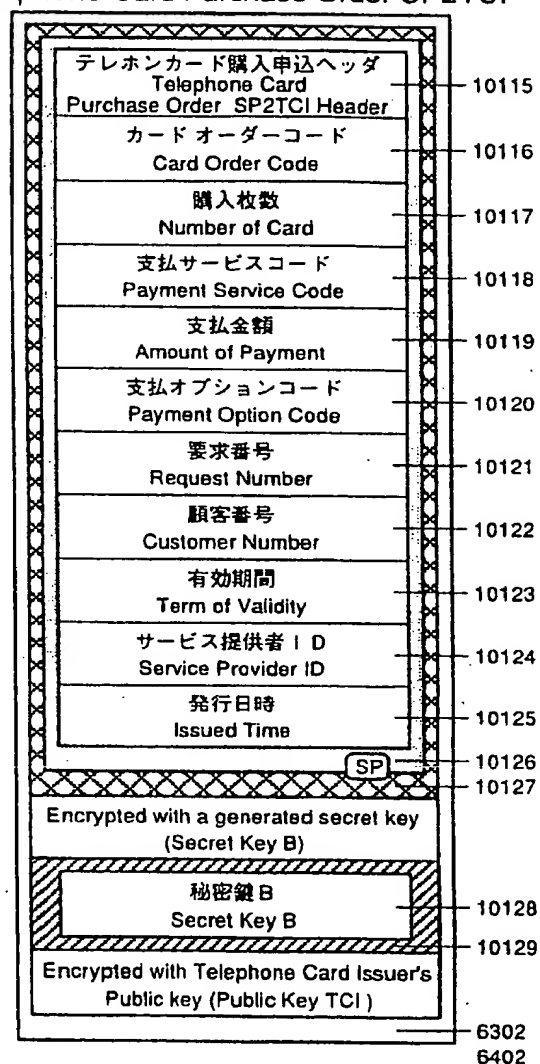 Card Purchase Order SP2TCI
テレホンカード購入申込ヘッダ
Telephone Card
Purchase Order SP2TCI Header
10115
カード オーダーコード
Card Order Code
10116
購入枚数
Number of Card
10117
支払サービスコード
Payment Service Code
10118
支払金額
Amount of Payment
10119
支払オプションコード
Payment Option Code
10120
要求番号
Request Number
10121
顧客番号
Customer Number
10122
有効期間
Term of Validity
10123
サービス提供者ＩＤ
Service Provider ID
10124
発行日時
Issued Time
10125
SP
10126
10127
Encrypted with a generated secret key
(Secret Key B)
秘密鍵B
Secret Key B
10128
10129
Encrypted with Telephone Card Issuer's
Public key (Public Key TCI )
6302
6402